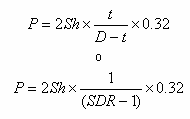 P = 2Sh × t / (D − t) × 0.32
o
P = 2Sh × 1 / (SDR − 1) × 0.32